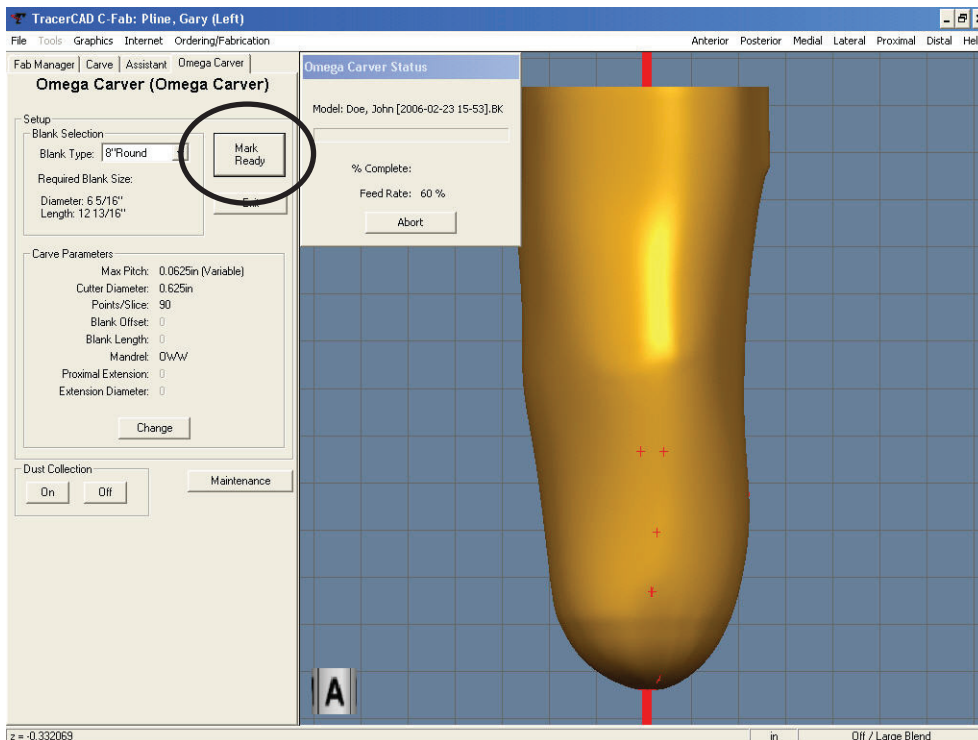 TracerCAD C-Fab: Pline, Gary (Left)
File Tools Graphics Internet Ordering/Fabrication Anterior Posterior Medial Lateral Proximal Distal Hel
Fab Manager Carve Assistant Omega Carver
Omega Carver (Omega Carver)
Setup
Blank Selection
Blank Type: 8"Round
Mark
Ready
Required Blank Size:
Diameter: 6 5/16"
Length: 12 13/16"
Exit
Carve Parameters
Max Pitch: 0.0625in (Variable)
Cutter Diameter: 0.625in
Points/Slice: 90
Blank Offset: 0
Blank Length: 0
Mandrel: OWW
Proximal Extension: 0
Extension Diameter: 0
Change
Dust Collection
On Off
Maintenance
Omega Carver Status
Model: Doe, John [2006-02-23 15-53].BK
% Complete:
Feed Rate: 60 %
Abort
A
z = -0.332069 in Off / Large Blend